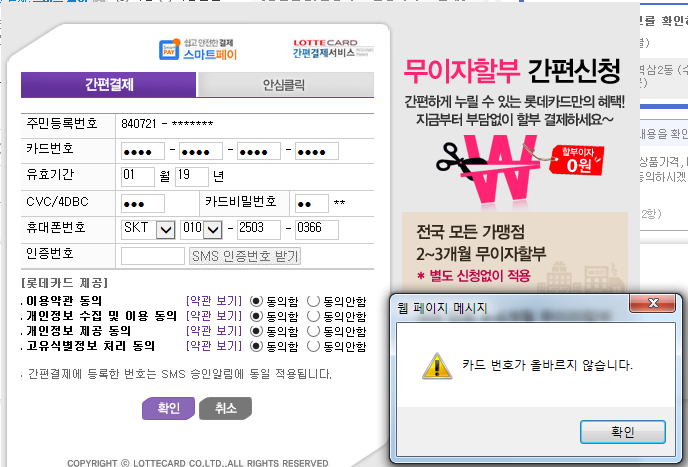 쉽고 안전한 결제
Smart PAY 스마트페이
LOTTECARD
간편결제서비스
간편결제
안심클릭
주민등록번호 840721 - *******
카드번호 ●●●● - ●●●● - ●●●● - ●●●●
유효기간 01 월 19 년
CVC/4DBC ●●● 카드비밀번호 ●● **
휴대폰번호 SKT 010 - 2503 - 0366
인증번호 SMS 인증번호 받기
[롯데카드 제공]
. 이용약관 동의 [약관 보기] 동의함 동의안함
. 개인정보 수집 및 이용 동의 [약관 보기] 동의함 동의안함
. 개인정보 제공 동의 [약관 보기] 동의함 동의안함
. 고유식별정보 처리 동의 [약관 보기] 동의함 동의안함
· 간편결제에 등록한 번호는 SMS 승인알림에 동일 적용됩니다.
확인
취소
COPYRIGHT © LOTTECARD CO,LTD.,ALL RIGHTS RESERVED
무이자할부 간편신청
간편하게 누릴 수 있는 롯데카드만의 혜택!
지금부터 부담없이 할부 결제하세요~
할부이자
0원
전국 모든 가맹점
2~3개월 무이자할부
* 별도 신청없이 적용
웹 페이지 메시지
카드 번호가 올바르지 않습니다.
확인